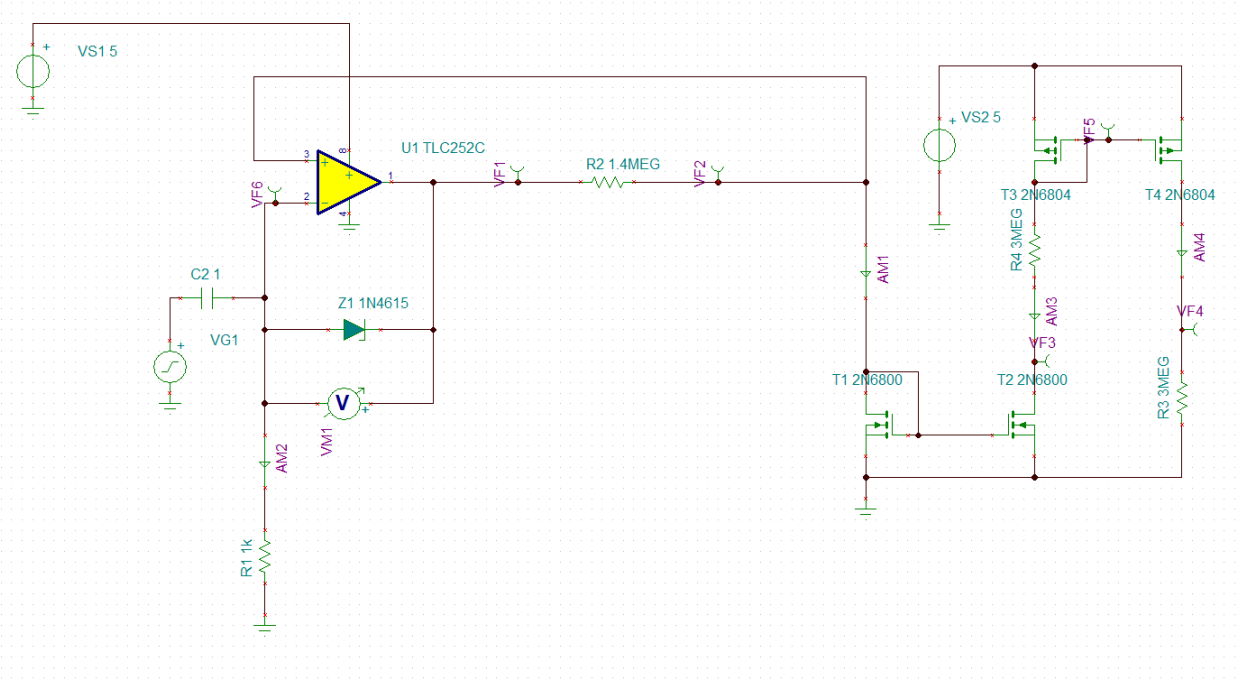 VS1 5
+
VS2 5
+
VF5
U1 TLC252C
3
8
+
+
1
2
-
4
VF6
VF1
R2 1.4MEG
VF2
T3 2N6804
T4 2N6804
R4 3MEG
AM4
AM1
C2 1
Z1 1N4615
AM3
VF4
VG1
+
VF3
V
+
VM1
T1 2N6800
T2 2N6800
R3 3MEG
AM2
R1 1k